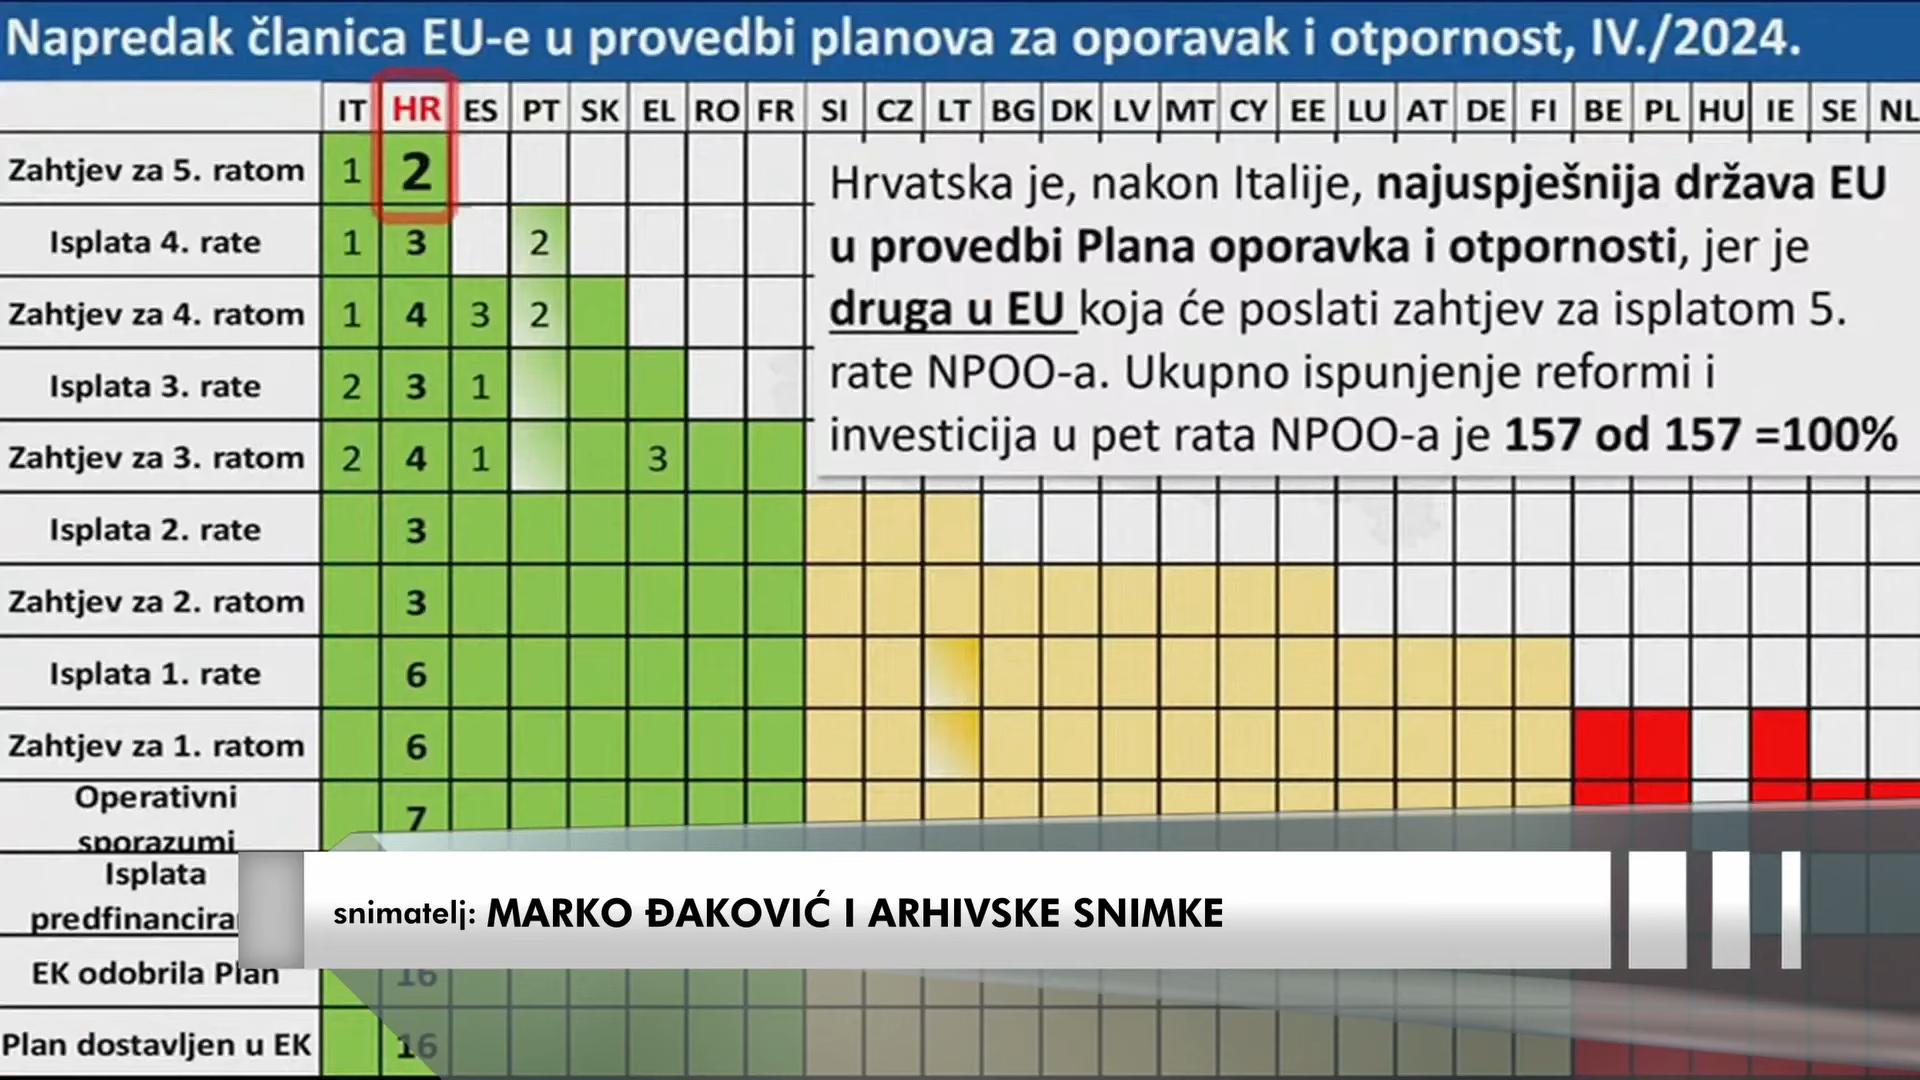 Napredak članica EU-e u provedbi planova za oporavak i otpornost, IV./2024.
IT HR ES PT SK EL RO FR SI CZ LT BG DK LV MT CY EE LU AT DE FI BE PL HU IE SE NL
Zahtjev za 5. ratom 1 2
Isplata 4. rate 1 3 2
Zahtjev za 4. ratom 1 4 3 2
Isplata 3. rate 2 3 1
Zahtjev za 3. ratom 2 4 1 3
Hrvatska je, nakon Italije, najuspješnija država EU
u provedbi Plana oporavka i otpornosti, jer je
druga u EU koja će poslati zahtjev za isplatom 5.
rate NPOO-a. Ukupno ispunjenje reformi i
investicija u pet rata NPOO-a je 157 od 157 =100%
Isplata 2. rate 3
Zahtjev za 2. ratom 3
Isplata 1. rate 6
Zahtjev za 1. ratom 6
Operativni
sporazumi 7
Isplata
snimatelj: MARKO ĐAKOVIĆ I ARHIVSKE SNIMKE
EK odobrila Plan 16
Plan dostavljen u EK 16